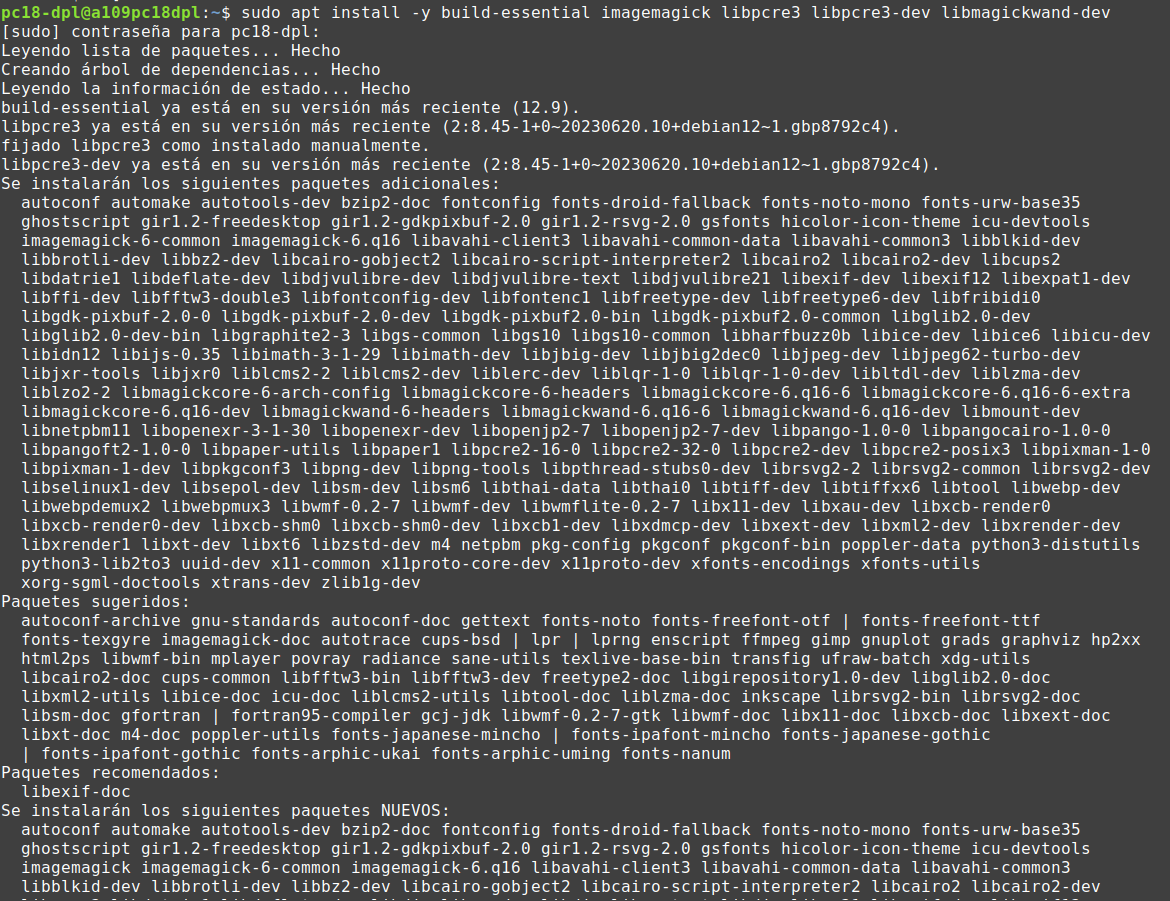 pc18-dpl@a109pc18dpl:~$ sudo apt install -y build-essential imagemagick libpcre3 libpcre3-dev libmagickwand-dev
[sudo] contraseña para pc18-dpl:
Leyendo lista de paquetes... Hecho
Creando árbol de dependencias... Hecho
Leyendo la información de estado... Hecho
build-essential ya está en su versión más reciente (12.9).
libpcre3 ya está en su versión más reciente (2:8.45-1+0~20230620.10+debian12~1.gbp8792c4).
fijado libpcre3 como instalado manualmente.
libpcre3-dev ya está en su versión más reciente (2:8.45-1+0~20230620.10+debian12~1.gbp8792c4).
Se instalarán los siguientes paquetes adicionales:
  autoconf automake autotools-dev bzip2-doc fontconfig fonts-droid-fallback fonts-noto-mono fonts-urw-base35
  ghostscript gir1.2-freedesktop gir1.2-gdkpixbuf-2.0 gir1.2-rsvg-2.0 gsfonts hicolor-icon-theme icu-devtools
  imagemagick-6-common imagemagick-6.q16 libavahi-client3 libavahi-common-data libavahi-common3 libblkid-dev
  libbrotli-dev libbz2-dev libcairo-gobject2 libcairo-script-interpreter2 libcairo2 libcairo2-dev libcups2
  libdatrie1 libdeflate-dev libdjvulibre-dev libdjvulibre-text libdjvulibre21 libexif-dev libexif12 libexpat1-dev
  libffi-dev libfftw3-double3 libfontconfig-dev libfontenc1 libfreetype-dev libfreetype6-dev libfribidi0
  libgdk-pixbuf-2.0-0 libgdk-pixbuf-2.0-dev libgdk-pixbuf2.0-bin libgdk-pixbuf2.0-common libglib2.0-dev
  libglib2.0-dev-bin libgraphite2-3 libgs-common libgs10 libgs10-common libharfbuzz0b libice-dev libice6 libicu-dev
  libidn12 libijs-0.35 libimath-3-1-29 libimath-dev libjbig-dev libjbig2dec0 libjpeg-dev libjpeg62-turbo-dev
  libjxr-tools libjxr0 liblcms2-2 liblcms2-dev liblerc-dev liblqr-1-0 liblqr-1-0-dev libltdl-dev liblzma-dev
  liblzo2-2 libmagickcore-6-arch-config libmagickcore-6-headers libmagickcore-6.q16-6 libmagickcore-6.q16-6-extra
  libmagickcore-6.q16-dev libmagickwand-6-headers libmagickwand-6.q16-6 libmagickwand-6.q16-dev libmount-dev
  libnetpbm11 libopenexr-3-1-30 libopenexr-dev libopenjp2-7 libopenjp2-7-dev libpango-1.0-0 libpangocairo-1.0-0
  libpangoft2-1.0-0 libpaper-utils libpaper1 libpcre2-16-0 libpcre2-32-0 libpcre2-dev libpcre2-posix3 libpixman-1-0
  libpixman-1-dev libpkgconf3 libpng-dev libpng-tools libpthread-stubs0-dev librsvg2-2 librsvg2-common librsvg2-dev
  libselinux1-dev libsepol-dev libsm-dev libsm6 libthai-data libthai0 libtiff-dev libtiffxx6 libtool libwebp-dev
  libwebpdemux2 libwebpmux3 libwmf-0.2-7 libwmf-dev libwmflite-0.2-7 libx11-dev libxau-dev libxcb-render0
  libxcb-render0-dev libxcb-shm0 libxcb-shm0-dev libxcb1-dev libxdmcp-dev libxext-dev libxml2-dev libxrender-dev
  libxrender1 libxt-dev libxt6 libzstd-dev m4 netpbm pkg-config pkgconf pkgconf-bin poppler-data python3-distutils
  python3-lib2to3 uuid-dev x11-common x11proto-core-dev x11proto-dev xfonts-encodings xfonts-utils
  xorg-sgml-doctools xtrans-dev zlib1g-dev
Paquetes sugeridos:
  autoconf-archive gnu-standards autoconf-doc gettext fonts-noto fonts-freefont-otf | fonts-freefont-ttf
  fonts-texgyre imagemagick-doc autotrace cups-bsd | lpr | lprng enscript ffmpeg gimp gnuplot grads graphviz hp2xx
  html2ps libwmf-bin mplayer povray radiance sane-utils texlive-base-bin transfig ufraw-batch xdg-utils
  libcairo2-doc cups-common libfftw3-bin libfftw3-dev freetype2-doc libgirepository1.0-dev libglib2.0-doc
  libxml2-utils libice-doc icu-doc liblcms2-utils libtool-doc liblzma-doc inkscape librsvg2-bin librsvg2-doc
  libsm-doc gfortran | fortran95-compiler gcj-jdk libwmf-0.2-7-gtk libwmf-doc libx11-doc libxcb-doc libxext-doc
  libxt-doc m4-doc poppler-utils fonts-japanese-mincho | fonts-ipafont-mincho fonts-japanese-gothic
  | fonts-ipafont-gothic fonts-arphic-ukai fonts-arphic-uming fonts-nanum
Paquetes recomendados:
  libexif-doc
Se instalarán los siguientes paquetes NUEVOS:
  autoconf automake autotools-dev bzip2-doc fontconfig fonts-droid-fallback fonts-noto-mono fonts-urw-base35
  ghostscript gir1.2-freedesktop gir1.2-gdkpixbuf-2.0 gir1.2-rsvg-2.0 gsfonts hicolor-icon-theme icu-devtools
  imagemagick imagemagick-6-common imagemagick-6.q16 libavahi-client3 libavahi-common-data libavahi-common3
  libblkid-dev libbrotli-dev libbz2-dev libcairo-gobject2 libcairo-script-interpreter2 libcairo2 libcairo2-dev